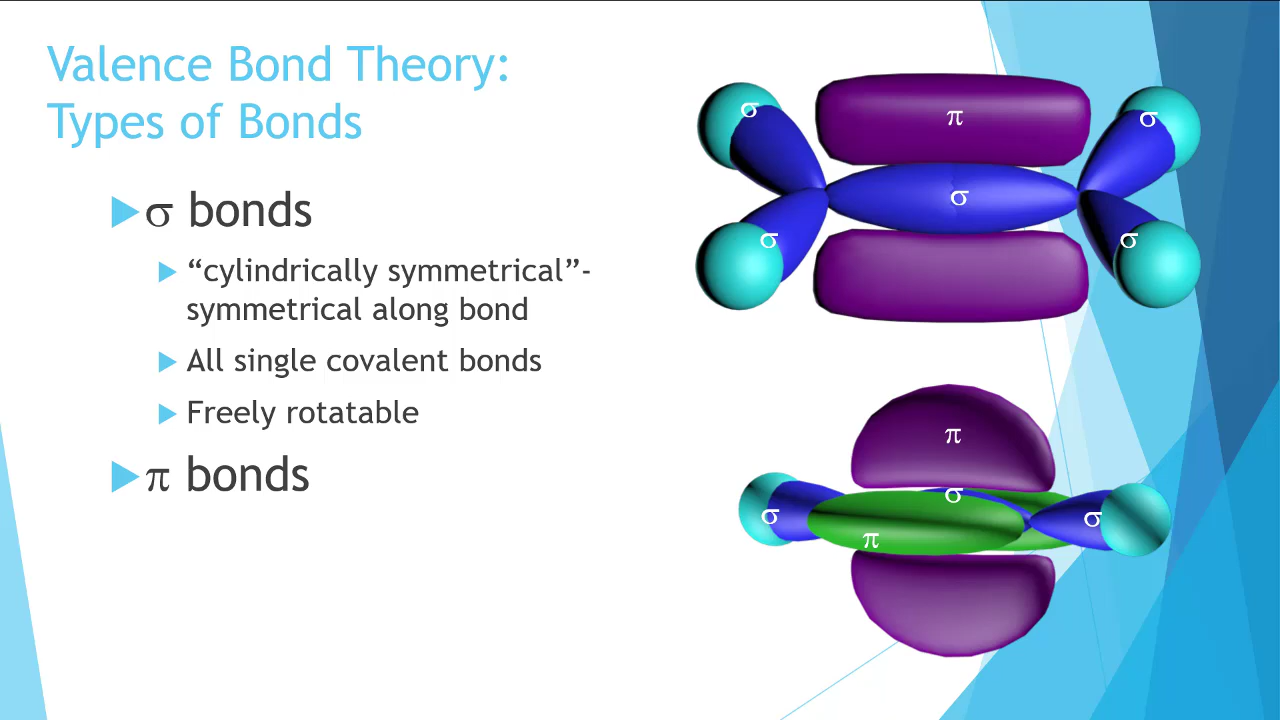 Valence Bond Theory:
Types of Bonds
σ bonds
“cylindrically symmetrical”-
symmetrical along bond
All single covalent bonds
Freely rotatable
π bonds
σ
π
σ
σ
σ
σ
π
σ
σ
σ
π